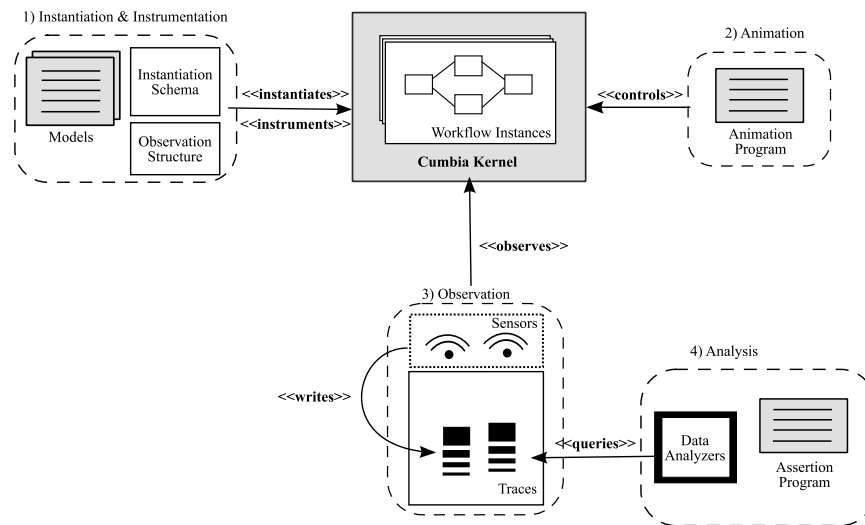 1) Instantiation & Instrumentation
Models
Instantiation
Schema
Observation
Structure
<<instantiates>>
<<instruments>>
Workflow Instances
Cumbia Kernel
2) Animation
<<controls>>
Animation
Program
<<observes>>
3) Observation
Sensors
<<writes>>
Traces
<<queries>>
4) Analysis
Data
Analyzers
Assertion
Program